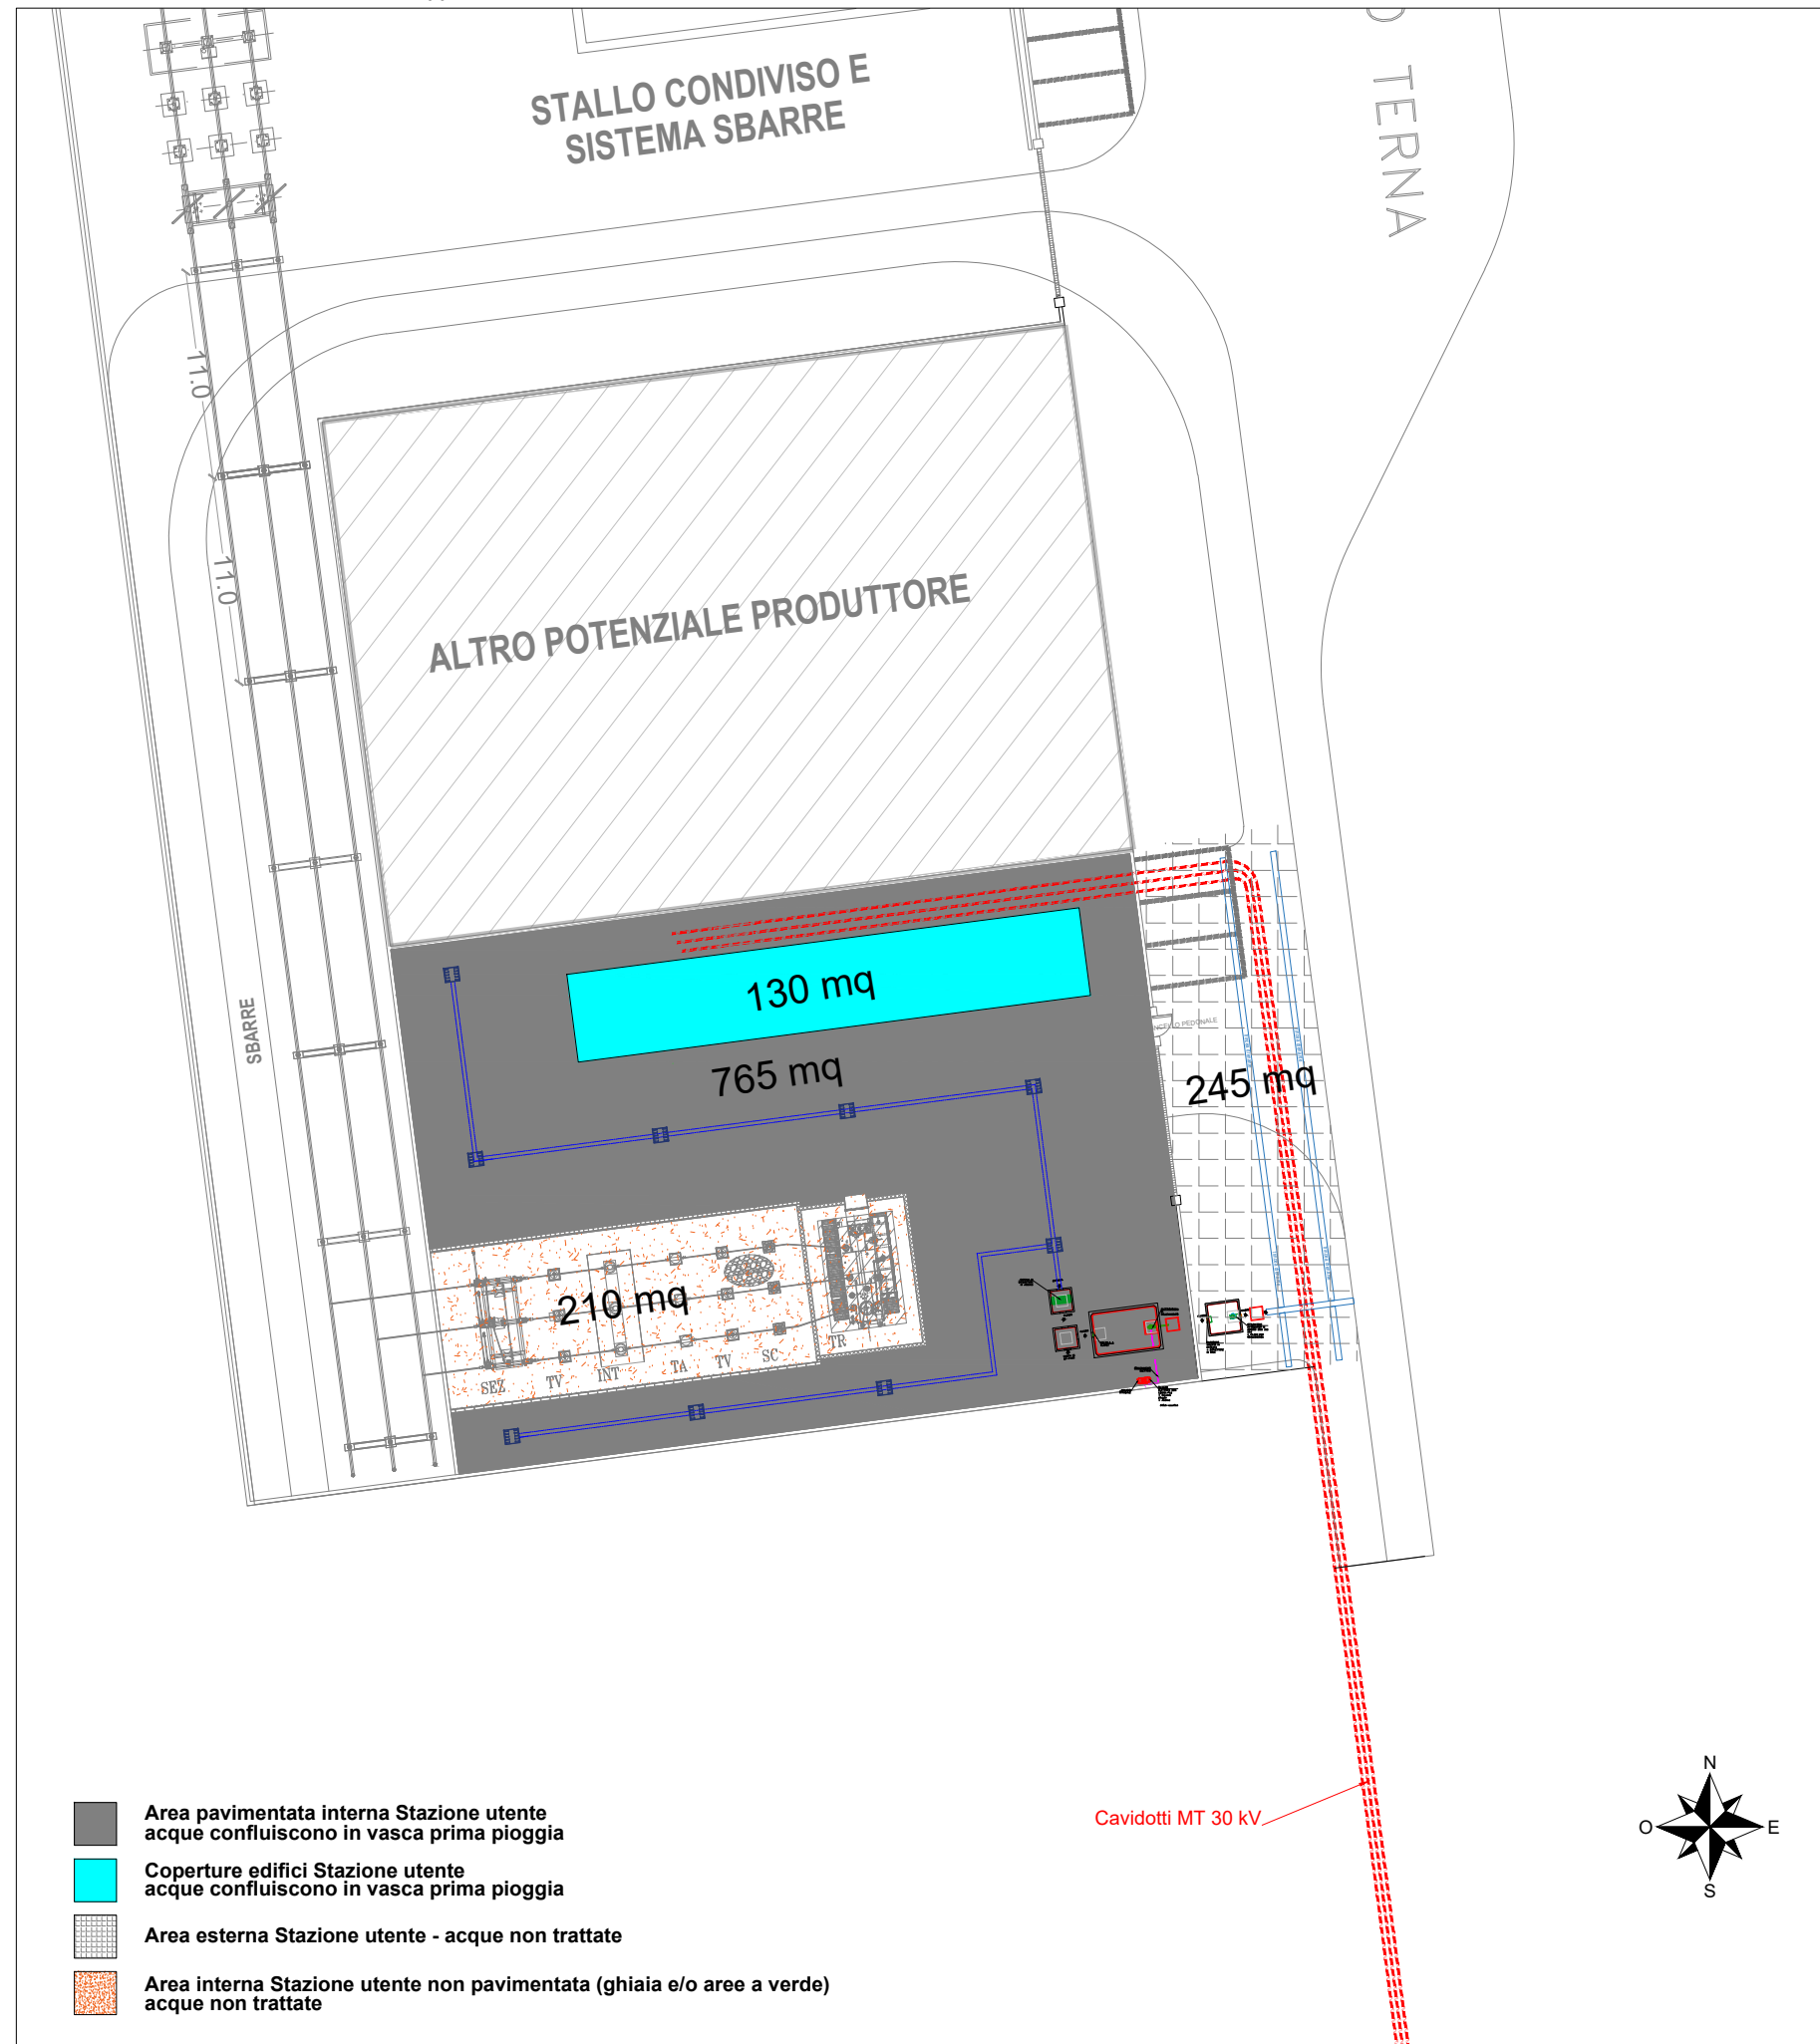 STALLO CONDIVISO E
SISTEMA SBARRE
TERNA
11.0
11.0
ALTRO POTENZIALE PRODUTTORE
SBARRE
130 mq
765 mq
PEDONALE
245 mq
210 mq
SEZ
TV
INT
TA
TV
SC
TR
Area pavimentata interna Stazione utente
acque confluiscono in vasca prima pioggia
Coperture edifici Stazione utente
acque confluiscono in vasca prima pioggia
Area esterna Stazione utente - acque non trattate
Area interna Stazione utente non pavimentata (ghiaia e/o aree a verde)
acque non trattate
Cavidotti MT 30 kV
N
O
E
S